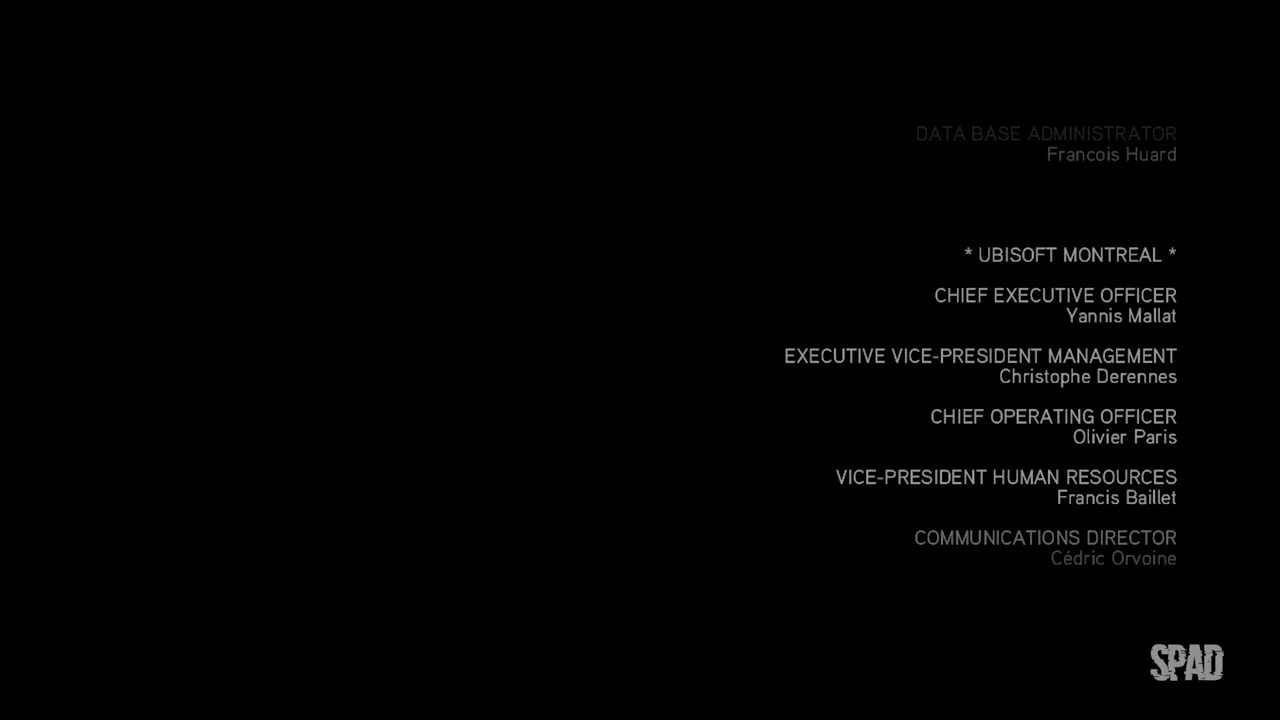 DATA BASE ADMINISTRATOR
Francois Huard
* UBISOFT MONTREAL *
CHIEF EXECUTIVE OFFICER
Yannis Mallat
EXECUTIVE VICE-PRESIDENT MANAGEMENT
Christophe Derennes
CHIEF OPERATING OFFICER
Olivier Paris
VICE-PRESIDENT HUMAN RESOURCES
Francis Baillet
COMMUNICATIONS DIRECTOR
Cédric Orvoine
SPAD